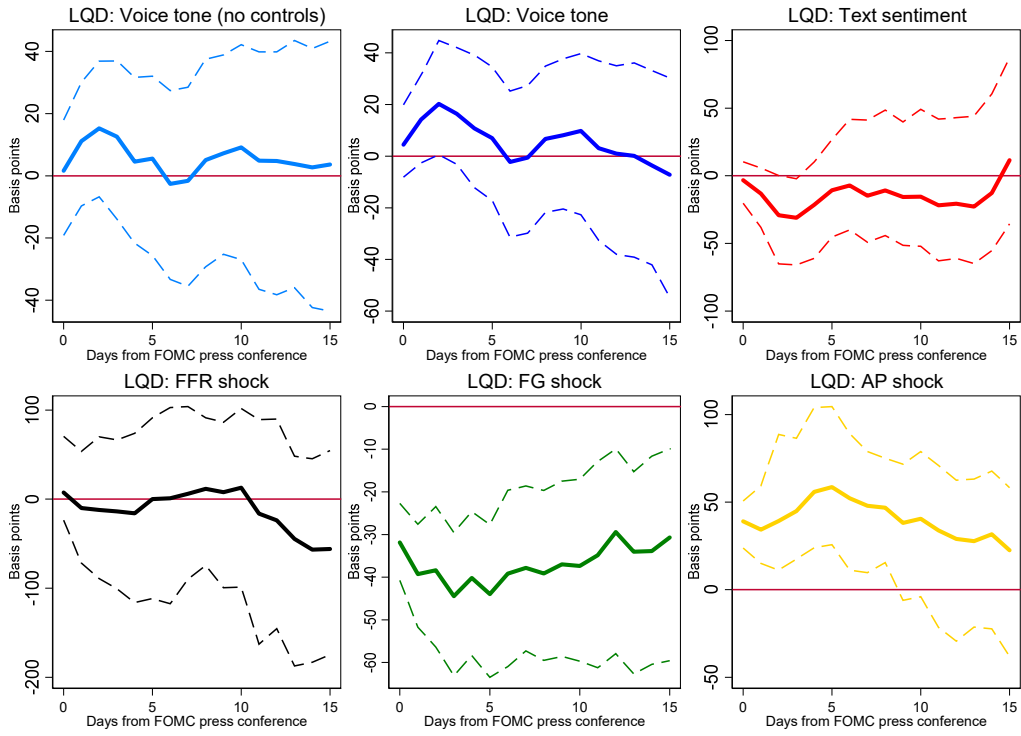 LQD: Voice tone (no controls)
Basis points
40
20
0
-20
-40
0 5 10 15
Days from FOMC press conference
LQD: Voice tone
Basis points
40
20
0
-20
-40
-60
0 5 10 15
Days from FOMC press conference
LQD: Text sentiment
Basis points
100
50
0
-50
-100
0 5 10 15
Days from FOMC press conference
LQD: FFR shock
Basis points
100
0
-100
-200
0 5 10 15
Days from FOMC press conference
LQD: FG shock
Basis points
0
-10
-20
-30
-40
-50
-60
0 5 10 15
Days from FOMC press conference
LQD: AP shock
Basis points
100
50
0
-50
0 5 10 15
Days from FOMC press conference